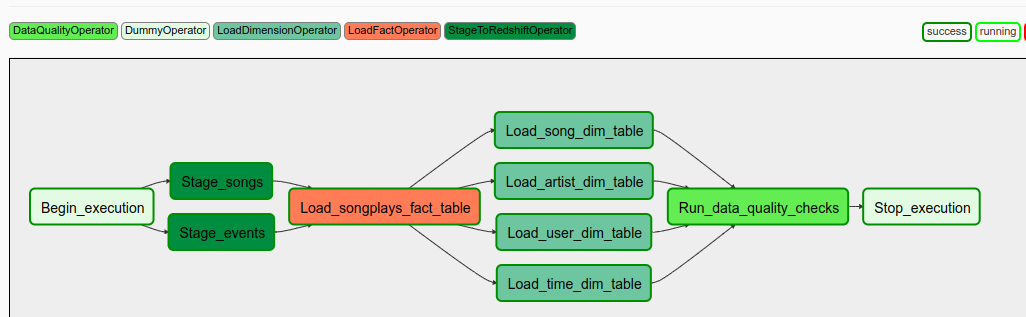 DataQualityOperator DummyOperator LoadDimensionOperator LoadFactOperator StageToRedshiftOperator success running
Load_song_dim_table
Stage_songs Load_artist_dim_table
Begin_execution Load_songplays_fact_table Run_data_quality_checks Stop_execution
Stage_events Load_user_dim_table
Load_time_dim_table